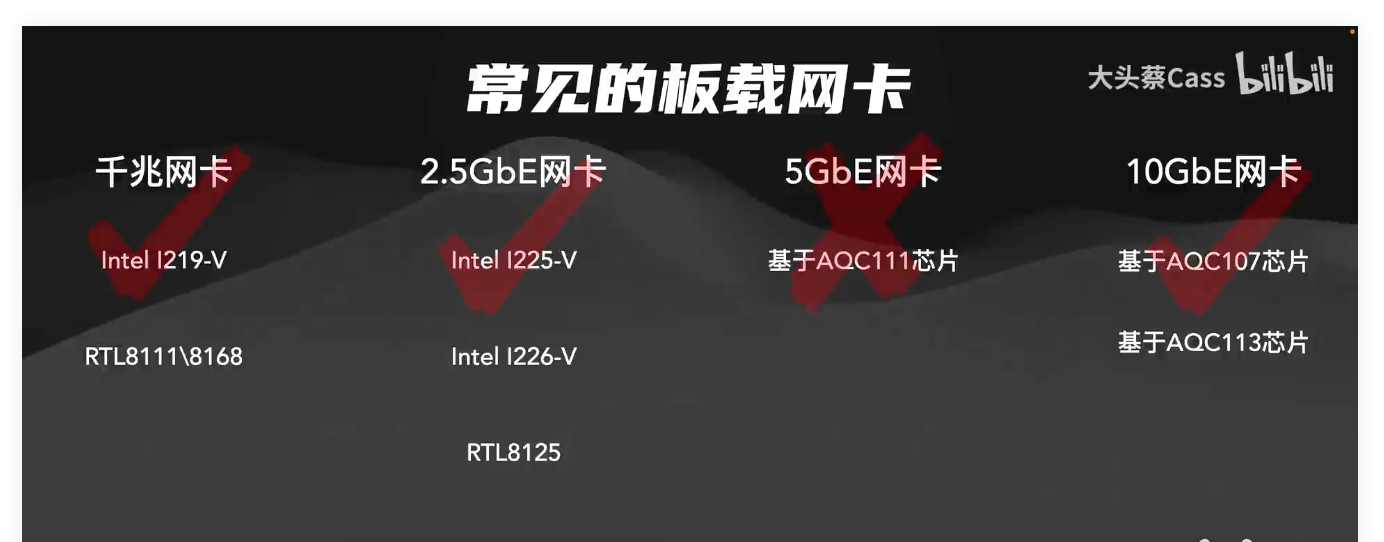 常见的板载网卡
大头蔡Cass bilibili
千兆网卡 2.5GbE网卡 5GbE网卡 10GbE网卡
Intel I219-V Intel I225-V 基于AQC111芯片 基于AQC107芯片
RTL8111\8168 Intel I226-V 基于AQC113芯片
RTL8125